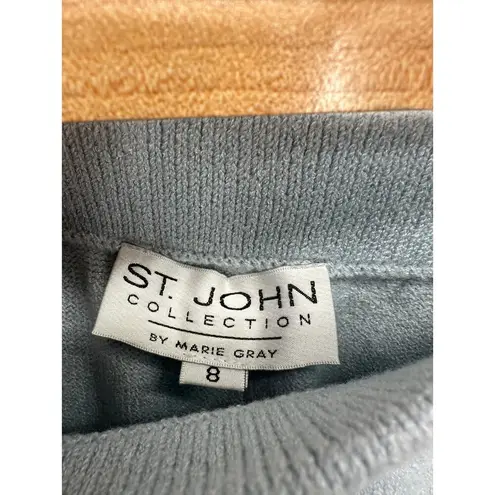 ST. JOHN
COLLECTION
BY MARIE GRAY
8